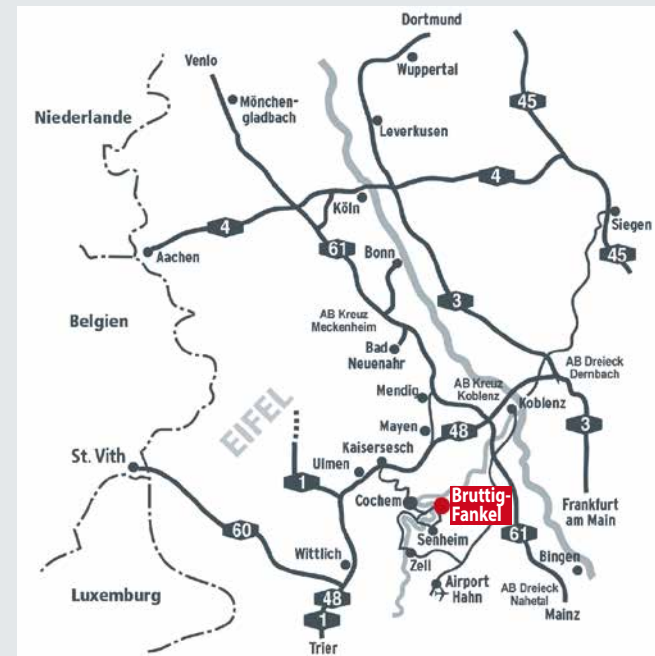 Dortmund
Venlo
Wuppertal
Mönchen-
gladbach
45
Niederlande
Leverkusen
4
Köln
4
Siegen
61
Bonn
45
Aachen
3
AB Kreuz
Meckenheim
Belgien
Bad
Neuenahr
AB Dreieck
Dernbach
AB Kreuz
Koblenz
Mendig
Koblenz
EIFEL
Mayen
48
3
Kaisersesch
St. Vith
Ulmen
1
Cochem
Bruttig-
Fankel
Frankfurt
am Main
60
Senheim
61
Wittlich
Zell
Bingen
Airport
Hahn
AB Dreieck
Nahetal
Luxemburg
48
Mainz
1
Trier